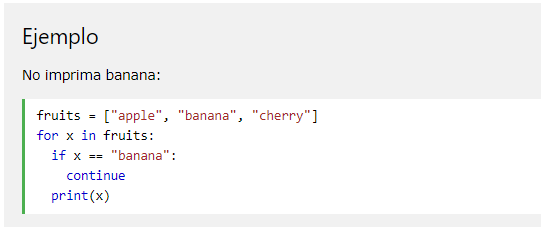 Ejemplo
No imprima banana:
fruits = ["apple", "banana", "cherry"]
for x in fruits:
  if x == "banana":
    continue
  print(x)